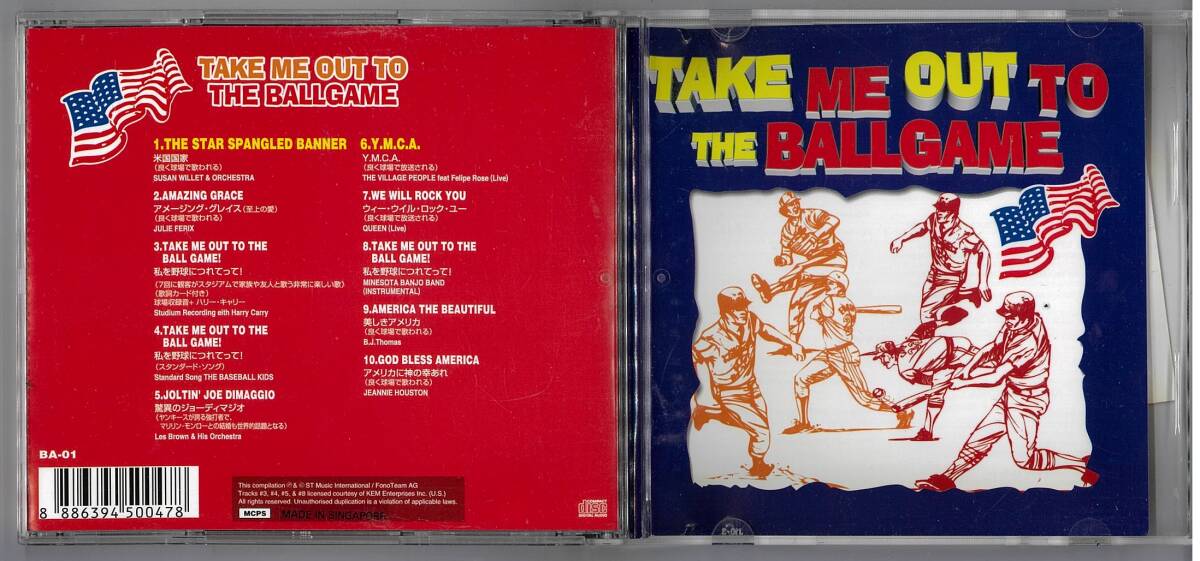 TAKE ME OUT TO
THE BALLGAME
1.THE STAR SPANGLED BANNER
米国国家
(良く球場で歌われる)
SUSAN WILLET & ORCHESTRA
2.AMAZING GRACE
アメージング・グレイス(至上の愛)
(良く球場で歌われる)
JULIE FERIX
3.TAKE ME OUT TO THE
BALL GAME!
私を野球につれてって!
(7回に観客がスタジアムで家族や友人と歌う非常に楽しい歌)
(歌詞カード付き)
球場収録音+ ハリー・キャリー
Studium Recording eith Harry Carry
4.TAKE ME OUT TO THE
BALL GAME!
私を野球につれてって!
(スタンダード・ソング)
Standard Song THE BASEBALL KIDS
5.JOLTIN' JOE DIMAGGIO
驚異のジョーディマジオ
(ヤンキースが誇る強打者で、
マリリン・モンローとの結婚も世界的話題となる)
Les Brown & His Orchestra
6.Y.M.C.A.
Y.M.C.A.
(良く球場で放送される)
THE VILLAGE PEOPLE feat Felipe Rose (Live)
7.WE WILL ROCK YOU
ウィー・ウイル・ロック・ユー
(良く球場で放送される)
QUEEN (Live)
8.TAKE ME OUT TO THE
BALL GAME!
私を野球につれてって!
MINESOTA BANJO BAND
(INSTRUMENTAL)
9.AMERICA THE BEAUTIFUL
美しきアメリカ
(良く球場で歌われる)
B.J.Thomas
10.GOD BLESS AMERICA
アメリカに神の幸あれ
(良く球場で歌われる)
JEANNIE HOUSTON
BA-01
8 886394 500478
This compilation ℗ & © ST Music International / FonoTeam AG
Tracks #3, #4, #5, & #8 licensed courtesy of KEM Enterprises Inc. (U.S.)
All rights reserved. Unauthorised duplication is a violation of applicable laws.
MCPS MADE IN SINGAPORE
COMPACT
disc
DIGITAL AUDIO
TAKE ME OUT TO
THE BALLGAME